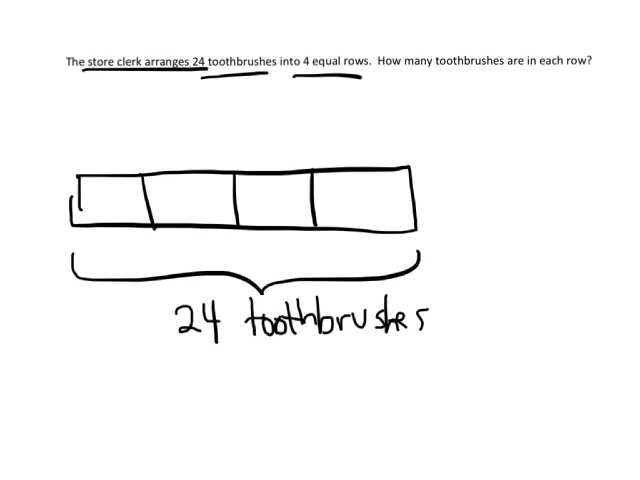 The store clerk arranges 24 toothbrushes into 4 equal rows. How many toothbrushes are in each row?
24 toothbrushes